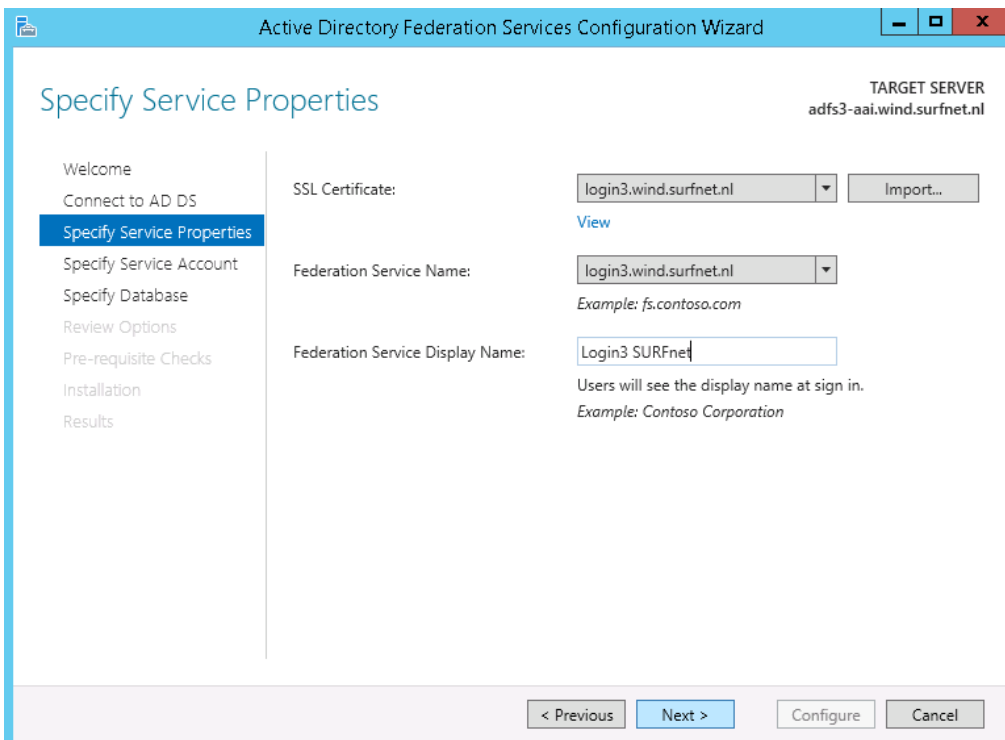 Active Directory Federation Services Configuration Wizard
Specify Service Properties
TARGET SERVER
adfs3-aai.wind.surfnet.nl
Welcome
Connect to AD DS
Specify Service Properties
Specify Service Account
Specify Database
Review Options
Pre-requisite Checks
Installation
Results
SSL Certificate:
login3.wind.surfnet.nl
Import...
View
Federation Service Name:
login3.wind.surfnet.nl
Example: fs.contoso.com
Federation Service Display Name:
Login3 SURFnet
Users will see the display name at sign in.
Example: Contoso Corporation
< Previous
Next >
Configure
Cancel